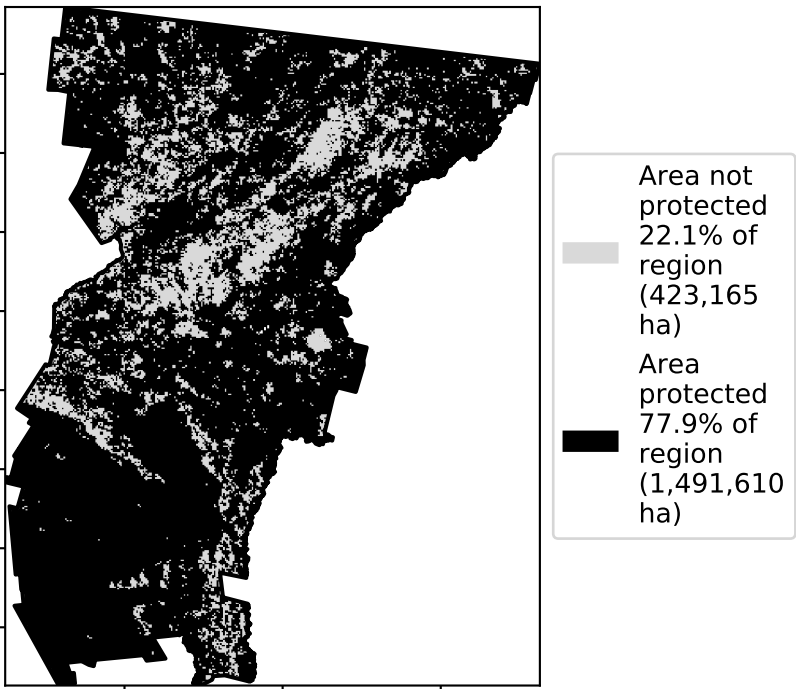 Area not
protected
22.1% of
region
(423,165
ha)
Area
protected
77.9% of
region
(1,491,610
ha)